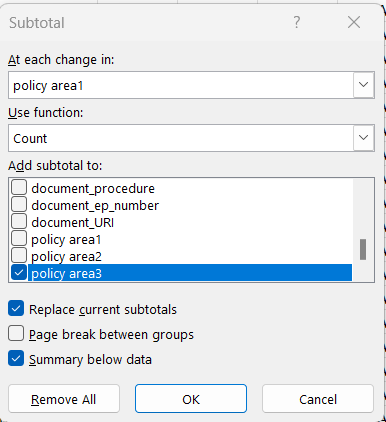 Subtotal
?
At each change in:
policy area1
Use function:
Count
Add subtotal to:
document_procedure
document_ep_number
document_URI
policy area1
policy area2
policy area3
Replace current subtotals
Page break between groups
Summary below data
Remove All
OK
Cancel